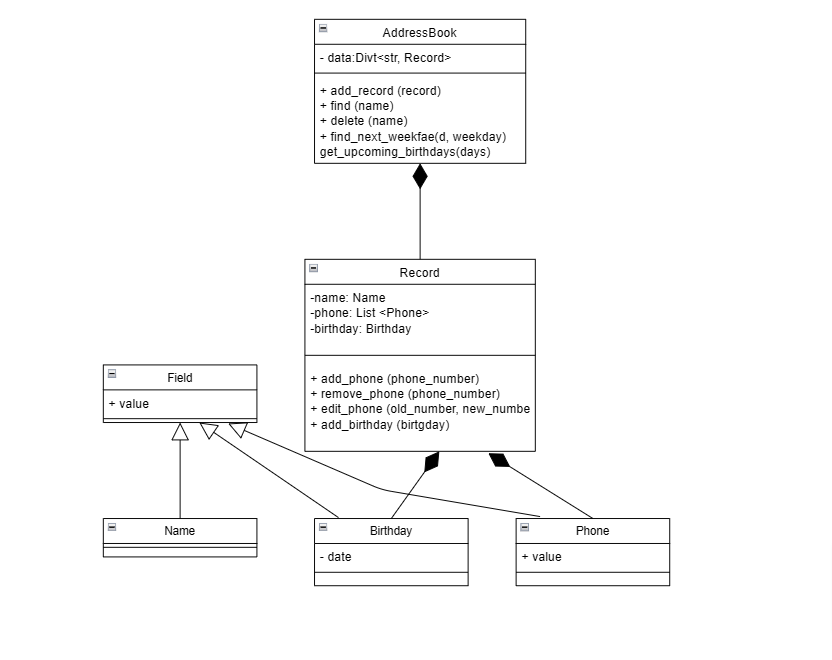 AddressBook
- data:Divt<str, Record>
+ add_record (record)
+ find (name)
+ delete (name)
+ find_next_weekfae(d, weekday)
get_upcoming_birthdays(days)
Record
-name: Name
-phone: List <Phone>
-birthday: Birthday
+ add_phone (phone_number)
+ remove_phone (phone_number)
+ edit_phone (old_number, new_numbe
+ add_birthday (birtgday)
Field
+ value
Name
Birthday
- date
Phone
+ value